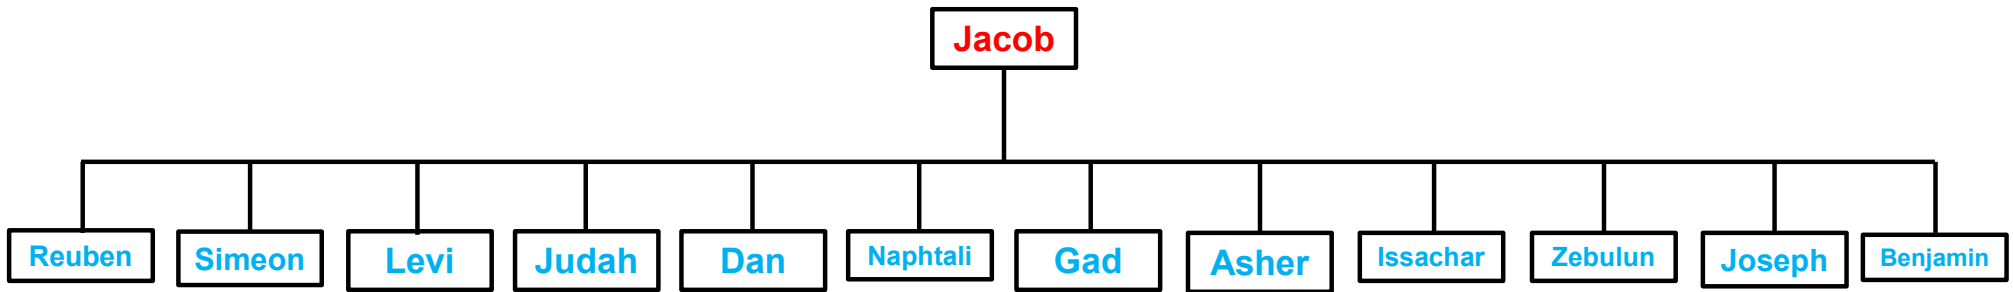 Jacob
Reuben
Simeon
Levi
Judah
Dan
Naphtali
Gad
Asher
Issachar
Zebulun
Joseph
Benjamin